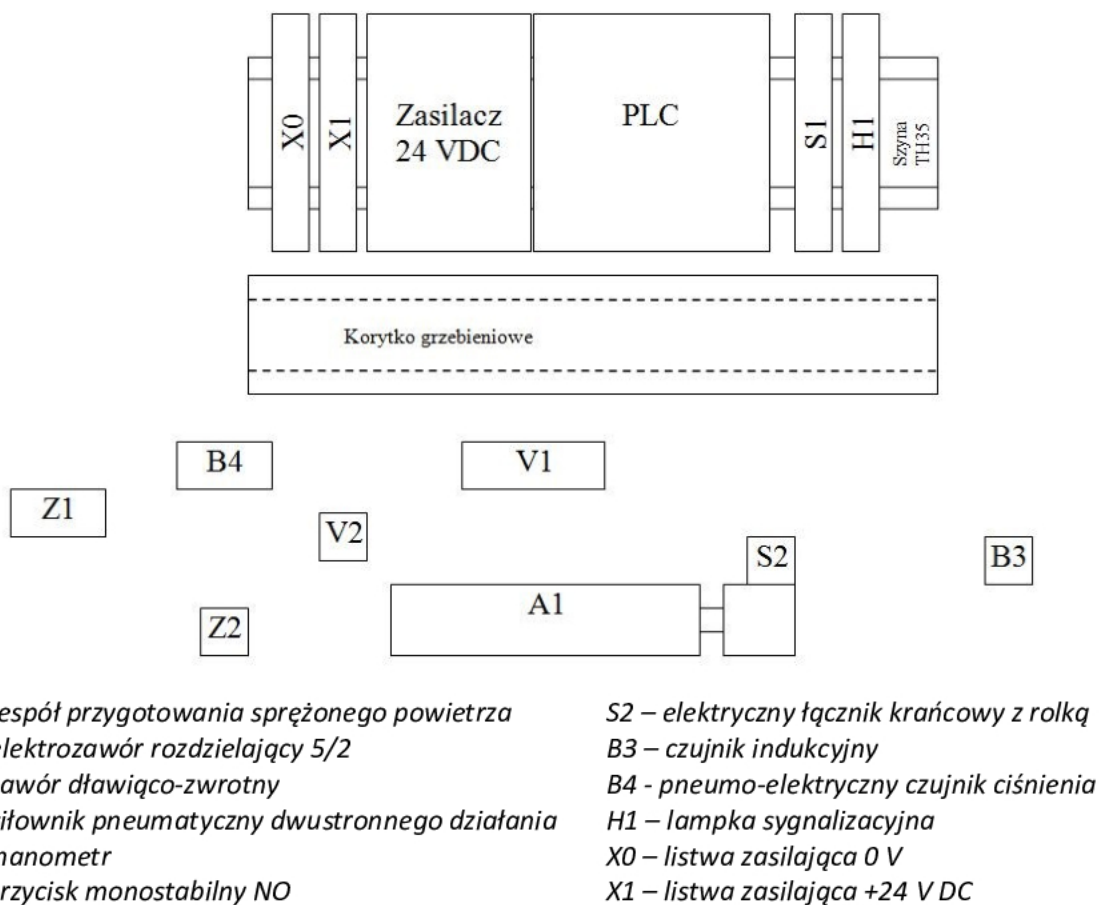 X0
X1
Zasilacz
24 VDC
PLC
S1
H1
Szyna
TH35
Korytko grzebieniowe
B4
V1
Z1
V2
S2
B3
A1
Z2
espół przygotowania sprężonego powietrza
elektrozawór rozdzielający 5/2
awór dławiąco-zwrotny
iłownik pneumatyczny dwustronnego działania
manometr
rzycisk monostabilny NO
S2 – elektryczny łącznik krańcowy z rolką
B3 – czujnik indukcyjny
B4 - pneumo-elektryczny czujnik ciśnienia
H1 – lampka sygnalizacyjna
X0 – listwa zasilająca 0 V
X1 – listwa zasilająca +24 V DC